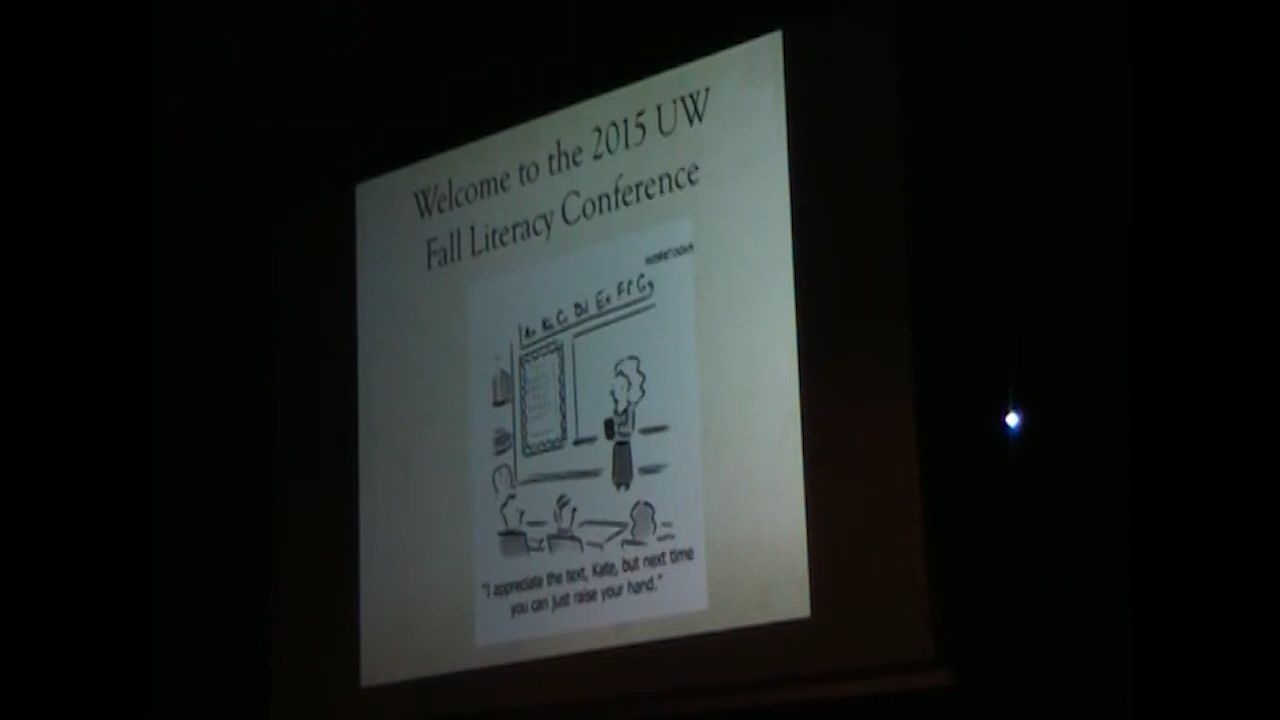 Welcome to the 2015 UW
Fall Literacy Conference
Aa Bb Cc Dd Ee Ff Gg
"I appreciate the text, Kate, but next time
you can just raise your hand."